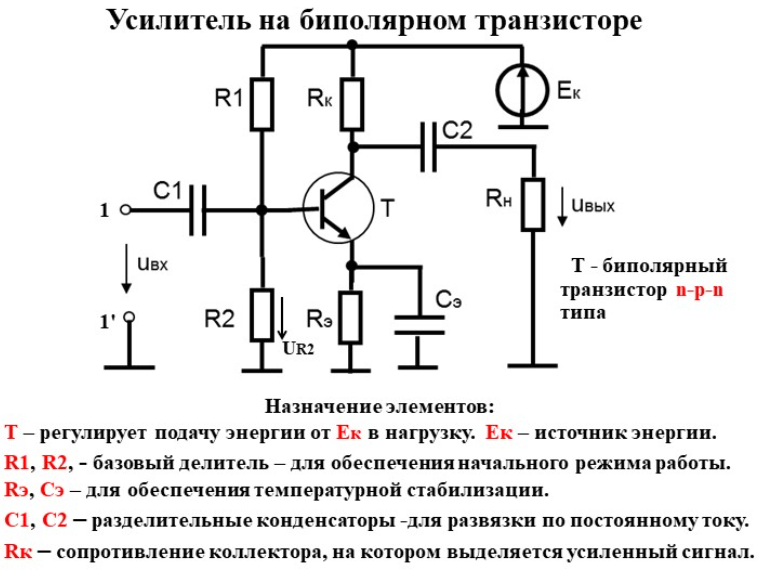 Усилитель на биполярном транзисторе
R1
Rк
Eк
C2
C1
1
T
Rн
uвых
uвх
T - биполярный
транзистор n-p-n
типа
1'
R2
UR2
Rэ
Cэ
Назначение элементов:
T – регулирует подачу энергии от Eк в нагрузку. Eк – источник энергии.
R1, R2, - базовый делитель – для обеспечения начального режима работы.
Rэ, Cэ – для обеспечения температурной стабилизации.
C1, C2 – разделительные конденсаторы -для развязки по постоянному току.
Rк – сопротивление коллектора, на котором выделяется усиленный сигнал.